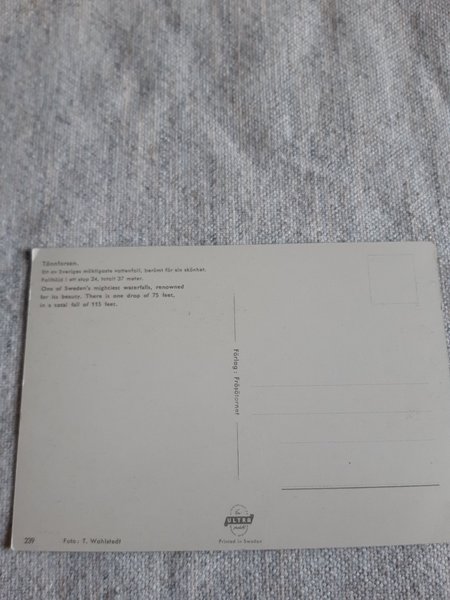 Tännforsen.
Ett av Sveriges mäktigaste vattenfall, berömt för sin skönhet.
Fallhöjd : ett stop 24, totalt 37 meter.
One of Sweden's mightiest waterfalls, renowned
for its beauty. There is one drop of 75 feet,
in a total fall of 115 feet.
Förlag: Frösötornet
ULTRA
Printed in Sweden
239 Foto: T. Wahlstedt